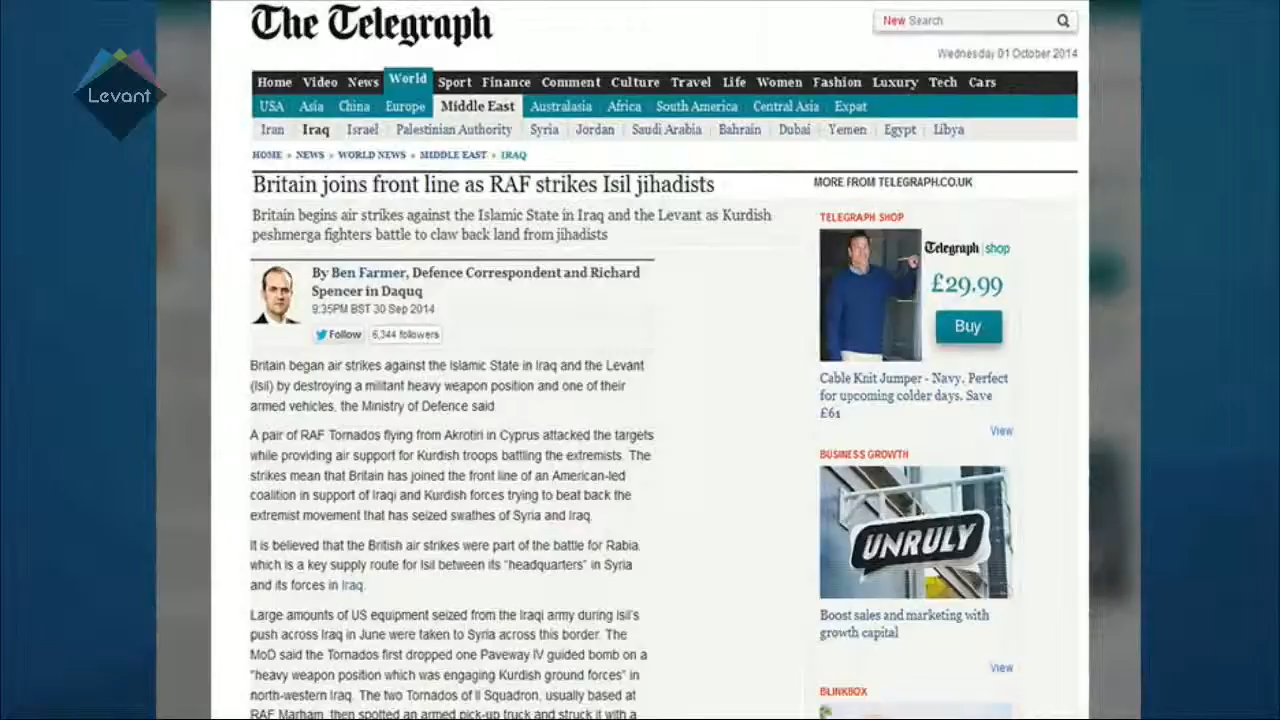 The Telegraph
New Search
Wednesday 01 October 2014
Levant
Home Video News World Sport Finance Comment Culture Travel Life Women Fashion Luxury Tech Cars
USA Asia China Europe Middle East Australasia Africa South America Central Asia Expat
Iran Iraq Israel Palestinian Authority Syria Jordan Saudi Arabia Bahrain Dubai Yemen Egypt Libya
HOME » NEWS » WORLD NEWS » MIDDLE EAST » IRAQ
Britain joins front line as RAF strikes Isil jihadists
Britain begins air strikes against the Islamic State in Iraq and the Levant as Kurdish
peshmerga fighters battle to claw back land from jihadists
By Ben Farmer, Defence Correspondent and Richard
Spencer in Daquq
9:35PM BST 30 Sep 2014
Follow 6,344 followers
Britain began air strikes against the Islamic State in Iraq and the Levant
(Isil) by destroying a militant heavy weapon position and one of their
armed vehicles, the Ministry of Defence said
A pair of RAF Tornados flying from Akrotiri in Cyprus attacked the targets
while providing air support for Kurdish troops battling the extremists. The
strikes mean that Britain has joined the front line of an American-led
coalition in support of Iraqi and Kurdish forces trying to beat back the
extremist movement that has seized swathes of Syria and Iraq.
It is believed that the British air strikes were part of the battle for Rabia,
which is a key supply route for Isil between its "headquarters" in Syria
and its forces in Iraq.
Large amounts of US equipment seized from the Iraqi army during Isil's
push across Iraq in June were taken to Syria across this border. The
MoD said the Tornados first dropped one Paveway IV guided bomb on a
"heavy weapon position which was engaging Kurdish ground forces" in
north-western Iraq. The two Tornados of II Squadron, usually based at
RAF Marham, then spotted an armed pick-up truck and struck it with a
MORE FROM TELEGRAPH.CO.UK
TELEGRAPH SHOP
Telegraph shop
£29.99
Buy
Cable Knit Jumper - Navy. Perfect
for upcoming colder days. Save
£61
View
BUSINESS GROWTH
UNRULY
Boost sales and marketing with
growth capital
View
BLINKBOX